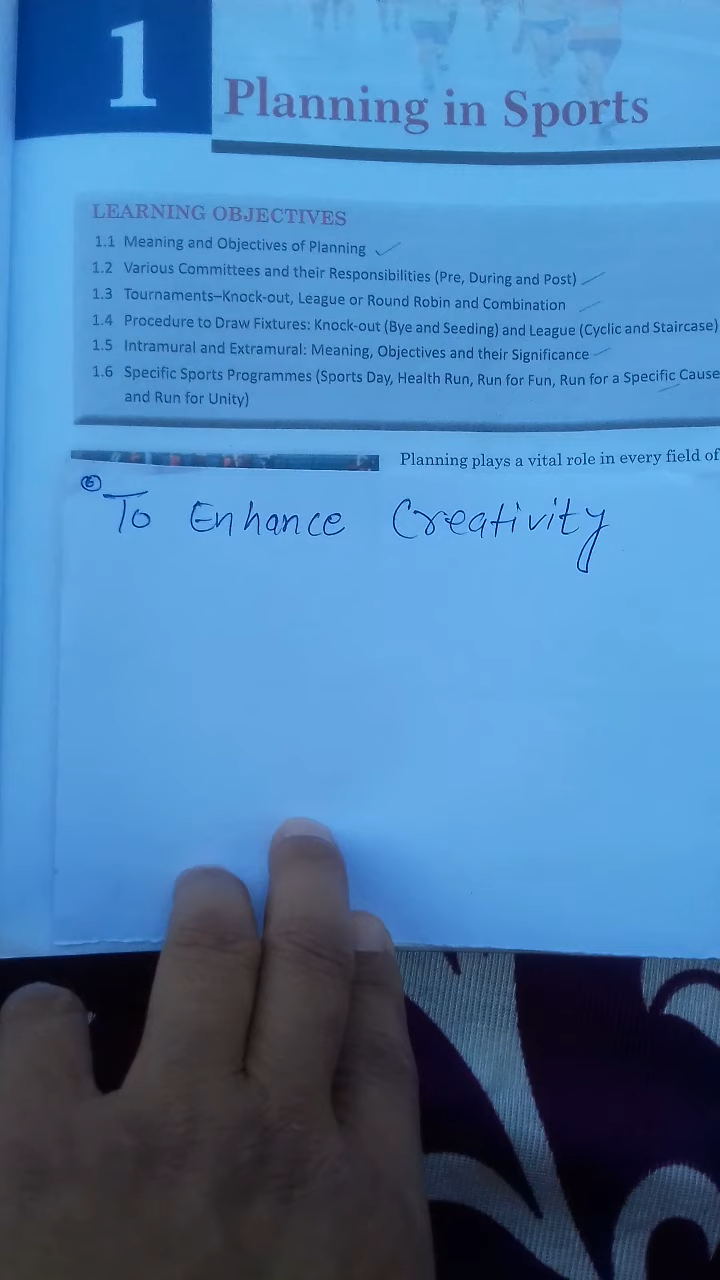 1
Planning in Sports
LEARNING OBJECTIVES
1.1 Meaning and Objectives of Planning
1.2 Various Committees and their Responsibilities (Pre, During and Post)
1.3 Tournaments–Knock-out, League or Round Robin and Combination
1.4 Procedure to Draw Fixtures: Knock-out (Bye and Seeding) and League (Cyclic and Staircase)
1.5 Intramural and Extramural: Meaning, Objectives and their Significance
1.6 Specific Sports Programmes (Sports Day, Health Run, Run for Fun, Run for a Specific Cause
and Run for Unity)
Planning plays a vital role in every field of
⑥ To Enhance Creativity